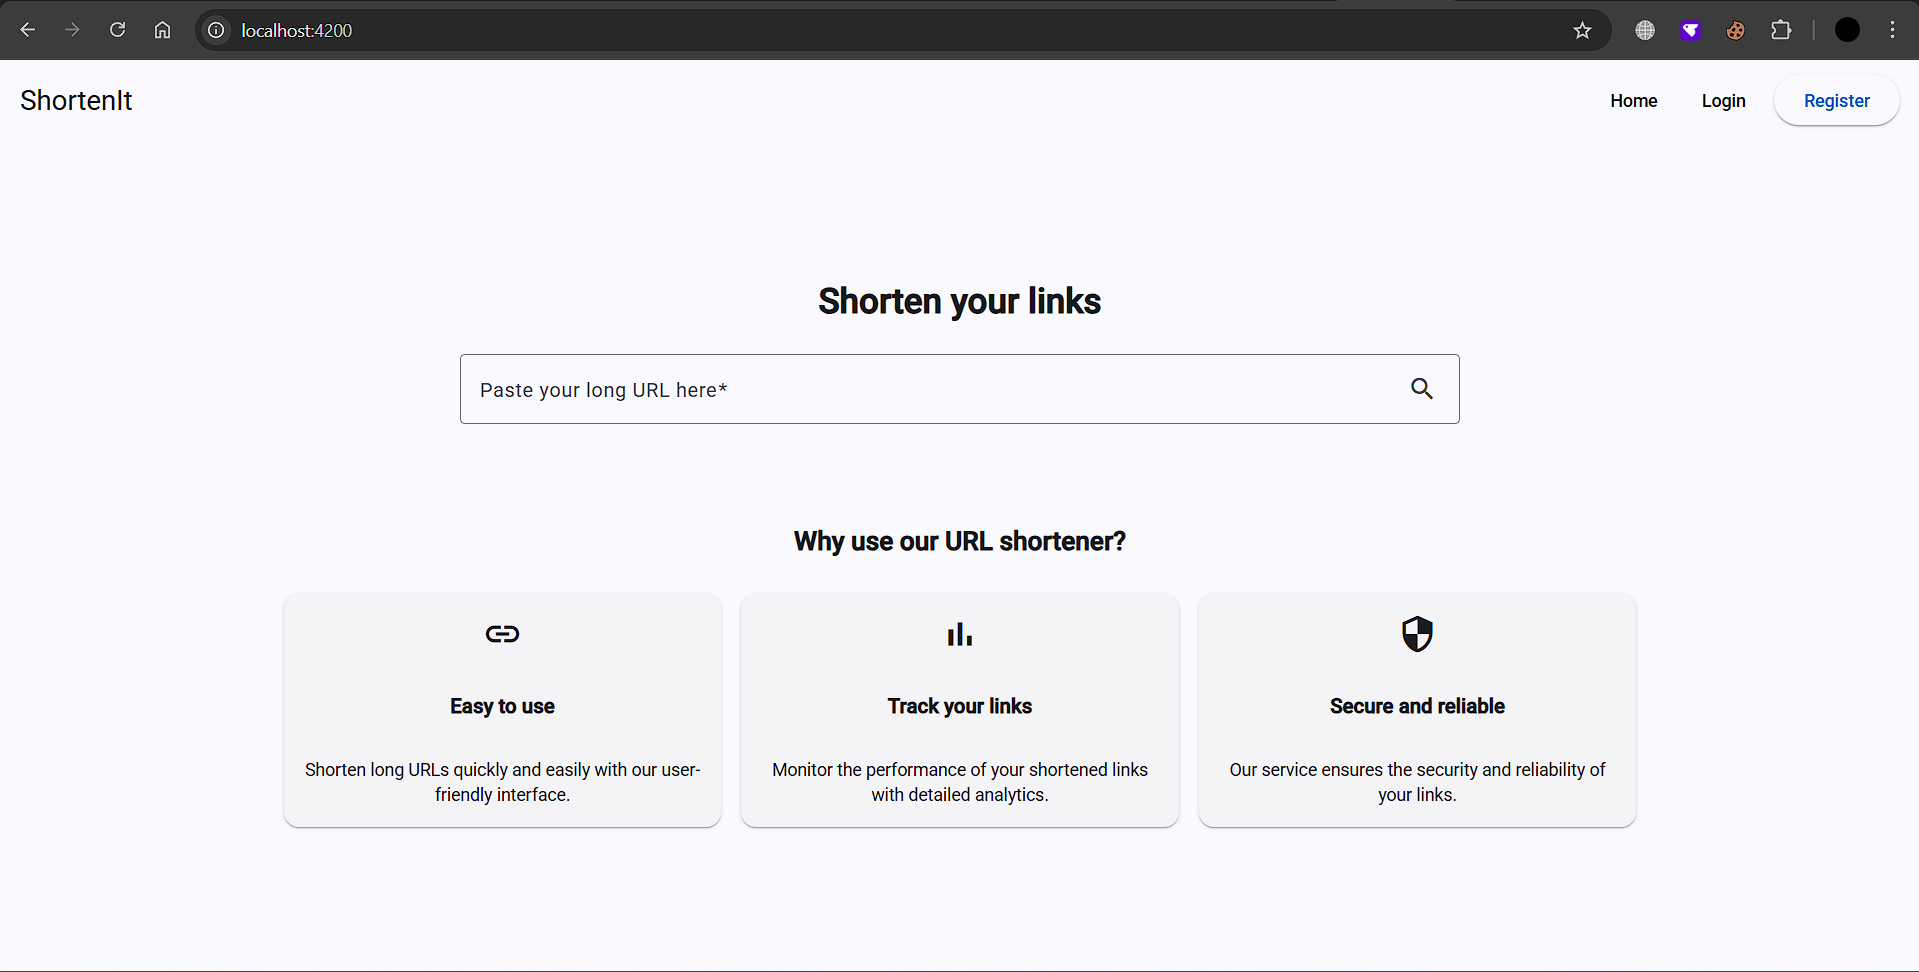 localhost:4200
ShortenIt
Home
Login
Register
Shorten your links
Paste your long URL here*
Why use our URL shortener?
Easy to use
Shorten long URLs quickly and easily with our user-
friendly interface.
Track your links
Monitor the performance of your shortened links
with detailed analytics.
Secure and reliable
Our service ensures the security and reliability of
your links.